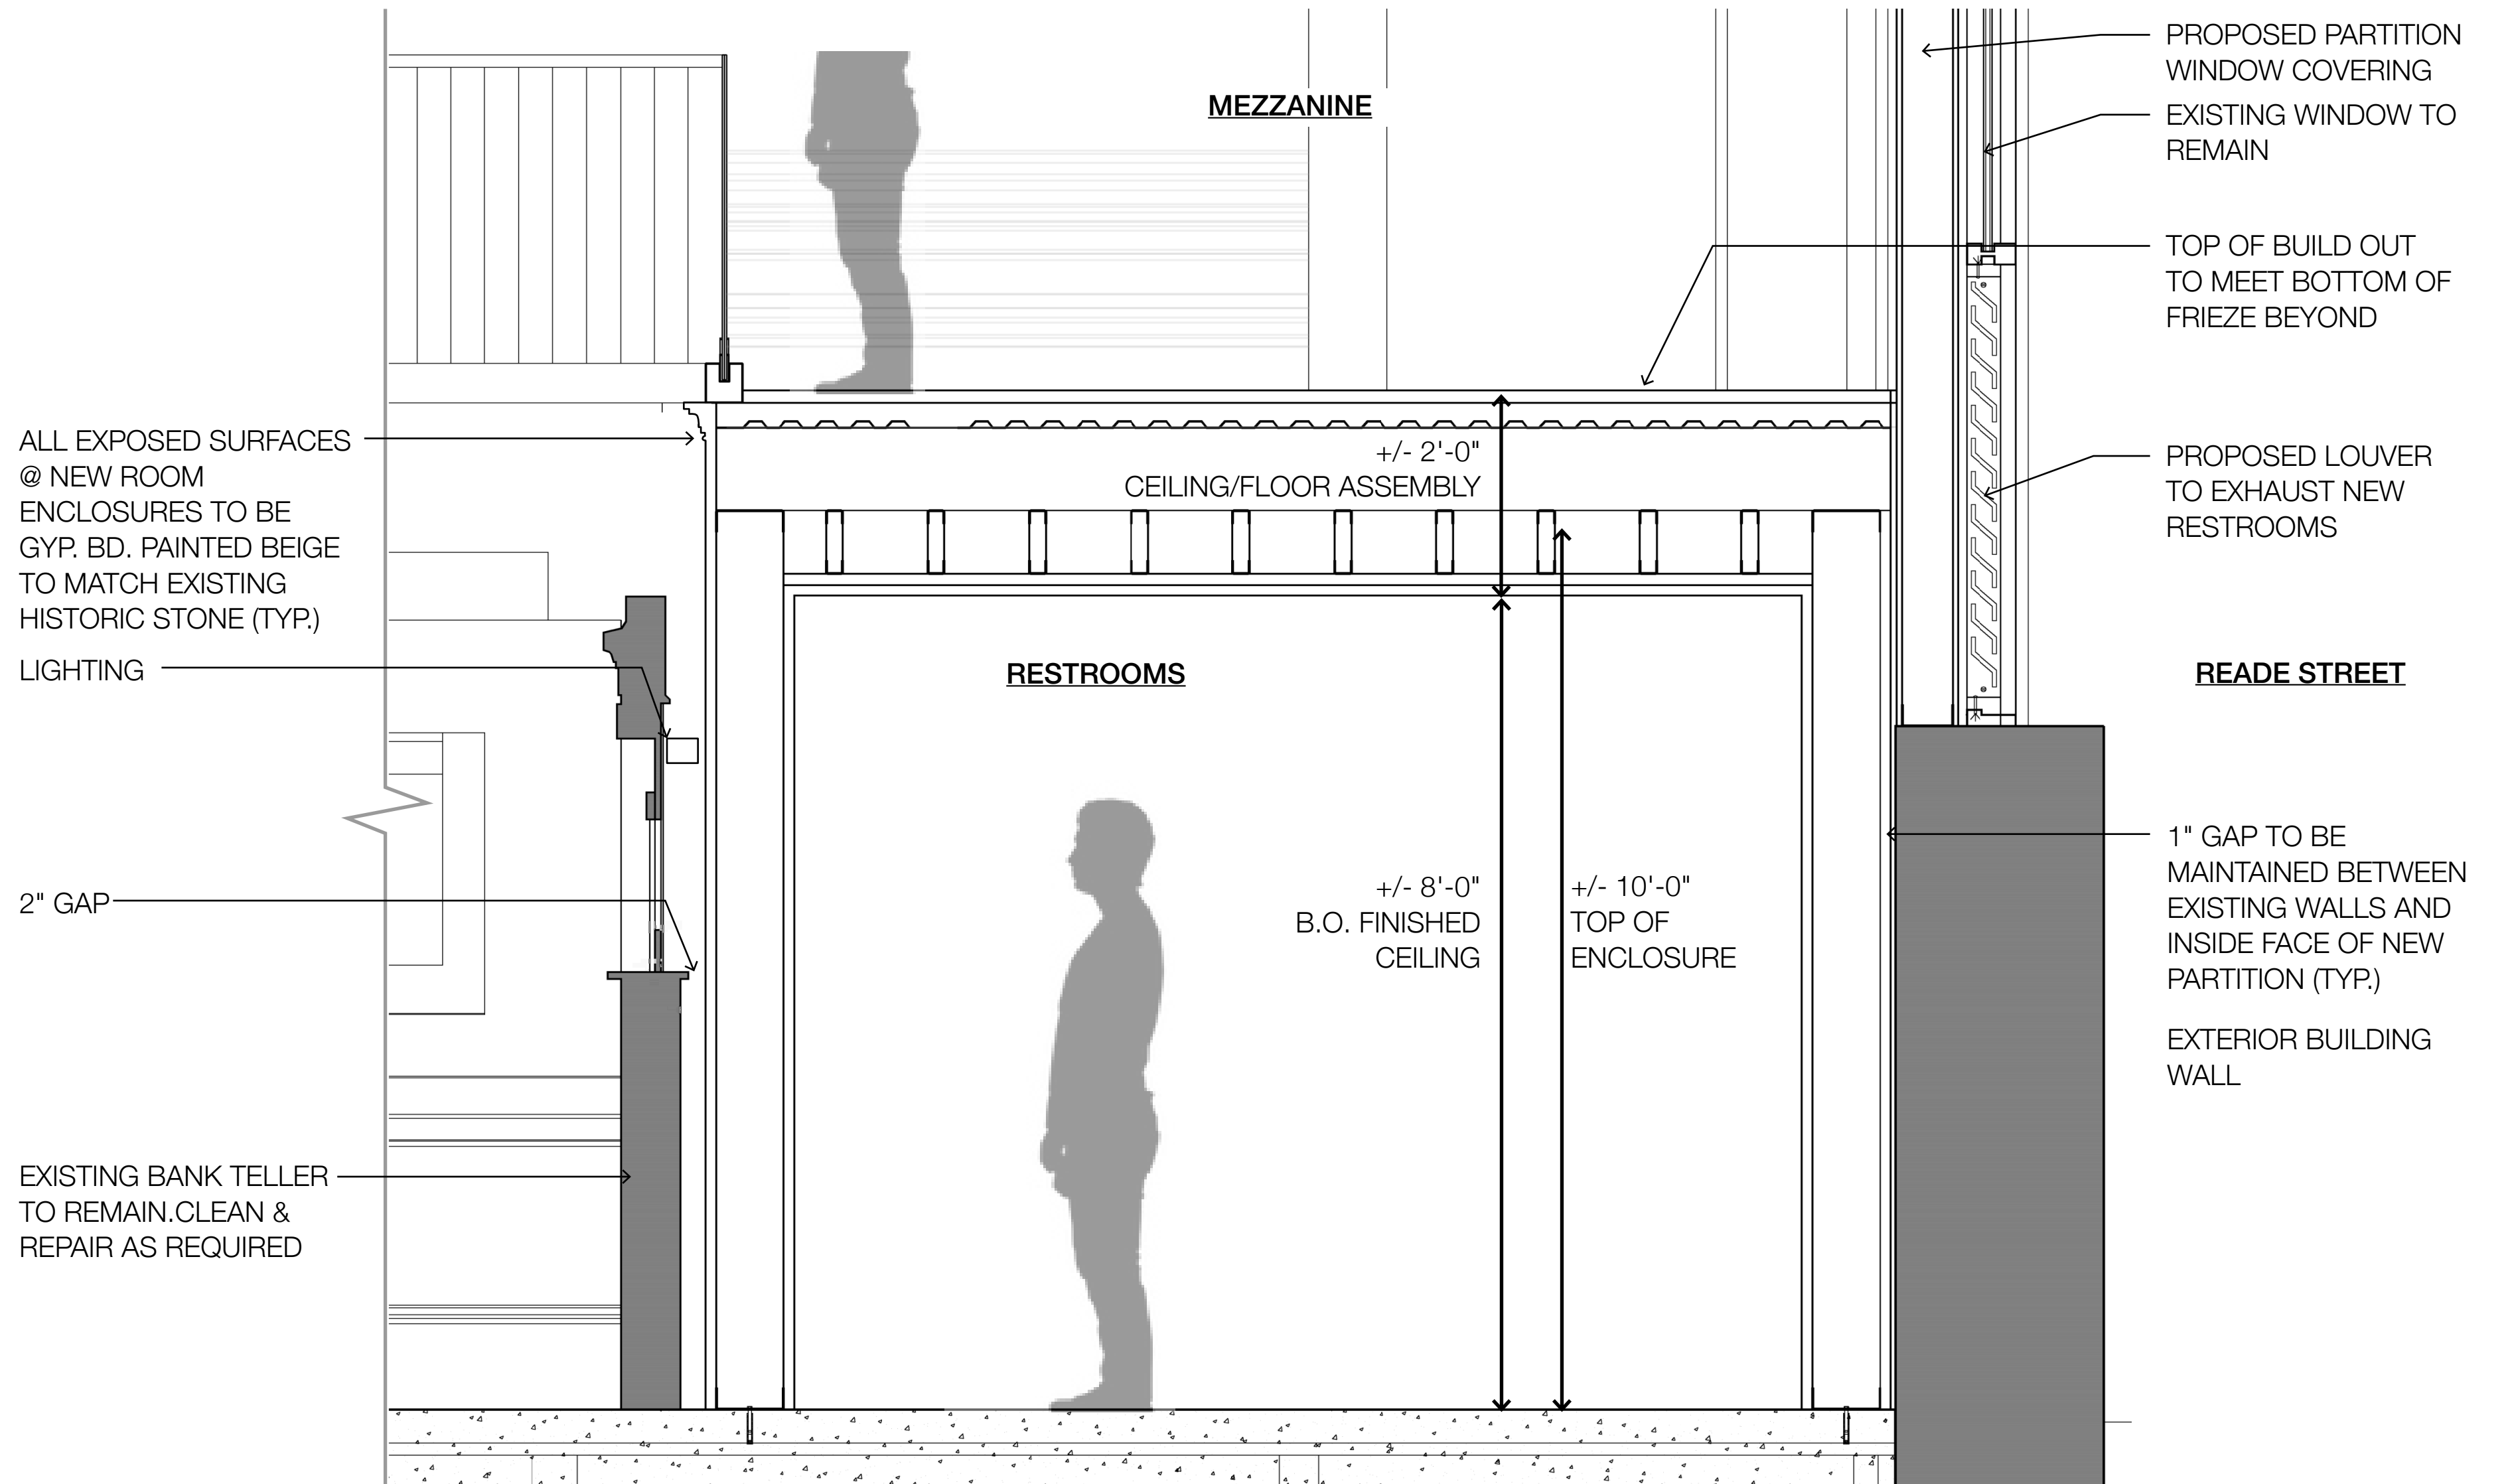 PROPOSED PARTITION
WINDOW COVERING
MEZZANINE
EXISTING WINDOW TO
REMAIN
TOP OF BUILD OUT
TO MEET BOTTOM OF
FRIEZE BEYOND
ALL EXPOSED SURFACES
@ NEW ROOM
ENCLOSURES TO BE
GYP. BD. PAINTED BEIGE
TO MATCH EXISTING
HISTORIC STONE (TYP.)
+/- 2'-0"
CEILING/FLOOR ASSEMBLY
PROPOSED LOUVER
TO EXHAUST NEW
RESTROOMS
LIGHTING
RESTROOMS
READE STREET
2" GAP
+/- 8'-0"
B.O. FINISHED
CEILING
+/- 10'-0"
TOP OF
ENCLOSURE
1" GAP TO BE
MAINTAINED BETWEEN
EXISTING WALLS AND
INSIDE FACE OF NEW
PARTITION (TYP.)
EXTERIOR BUILDING
WALL
EXISTING BANK TELLER
TO REMAIN.CLEAN &
REPAIR AS REQUIRED